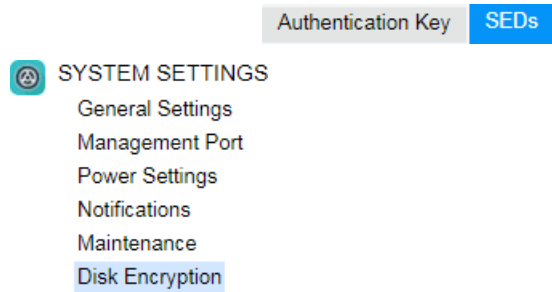 Authentication Key SEDs
SYSTEM SETTINGS
General Settings
Management Port
Power Settings
Notifications
Maintenance
Disk Encryption